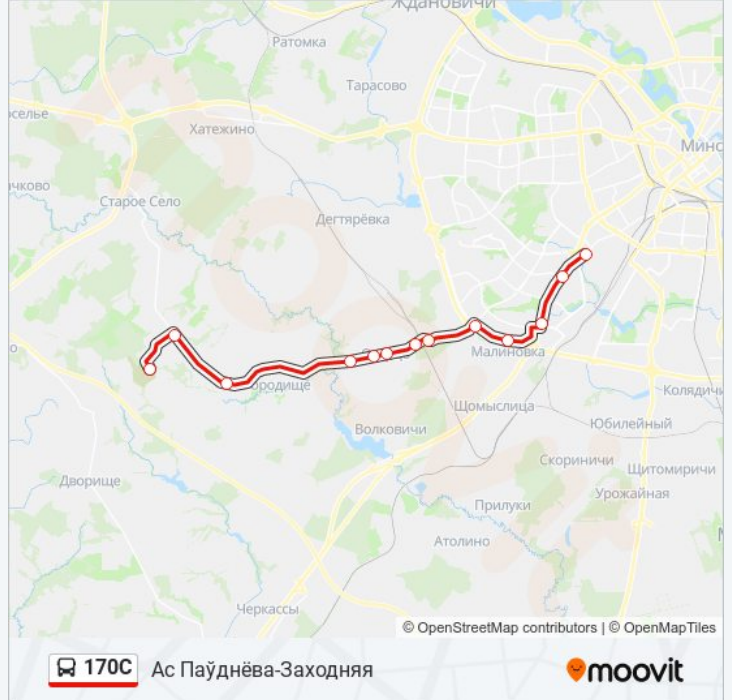 Ждановичи
Ратомка
Тарасово
Хатежино
Минс
Старое Село
Дегтярёвка
Малиновка
ородище
Щомыслица
Колядичи
Юбилейный
Волковичи
Скориничи
Щитомиричи
Дворище
Урожайная
Прилуки
Атолино
Черкассы
© OpenStreetMap contributors | © OpenMapTiles
170С Ас Паўднёва-Заходняя moovit